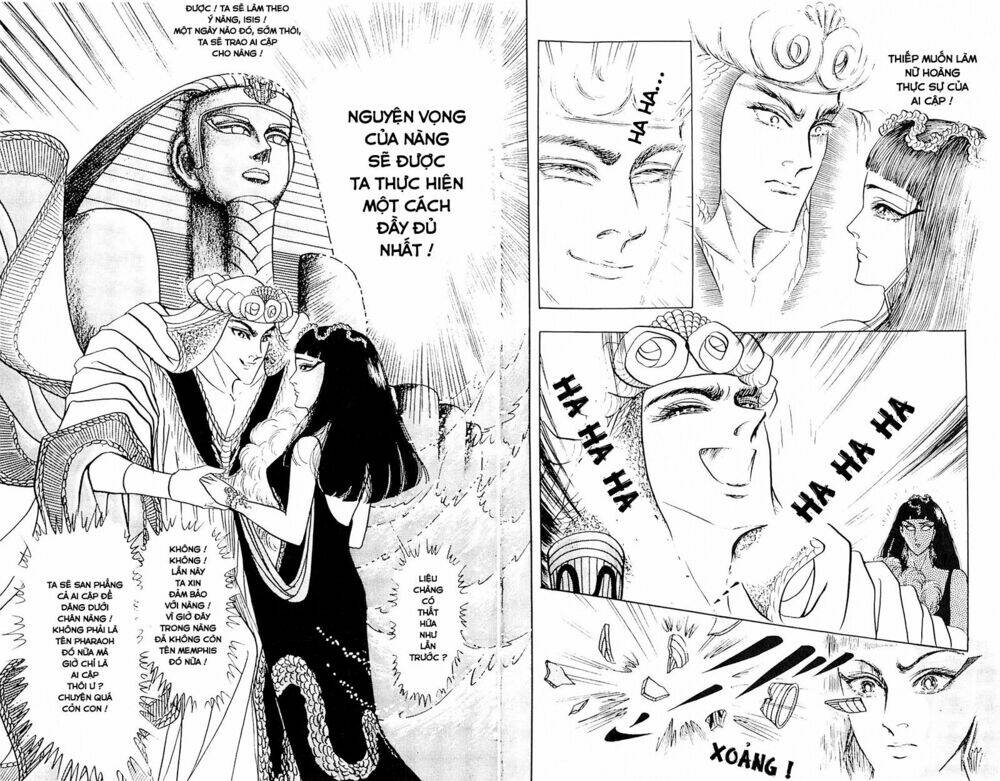 THIẾP MUỐN LÀM
NỮ HOÀNG
THỰC SỰ CỦA
AI CẬP !
HA HA...
HA HA HA HA
HA HA HA HA
XOẢNG !
ĐƯỢC! TA SẼ LÀM THEO
Ý NÀNG, ISIS !
MỘT NGÀY NÀO ĐÓ, SỚM THÔI,
TA SẼ TRAO AI CẬP
CHO NÀNG !
NGUYỆN VỌNG
CỦA NÀNG
SẼ ĐƯỢC
TA THỰC HIỆN
MỘT CÁCH
ĐẦY ĐỦ
NHẤT !
LIỆU CHÀNG
CÓ
THẤT
HỨA
NHƯ
LẦN
TRƯỚC ?
KHÔNG !
KHÔNG !
LẦN NÀY
TA XIN
ĐẢM BẢO
VỚI NÀNG !
VÌ GIỜ ĐÂY
TRONG NÀNG
ĐÃ KHÔNG CÒN
TÊN MEMPHIS
ĐÓ NỮA !
TA SẼ SAN PHẲNG
CẢ AI CẬP ĐỂ
DÂNG DƯỚI
CHÂN NÀNG !
KHÔNG PHẢI LÀ
TÊN PHARAOH
ĐÓ NỮA MÀ
GIỜ CHỈ LÀ
AI CẬP
THÔI Ư ?
CHUYỆN QUÁ
CỎN CON !